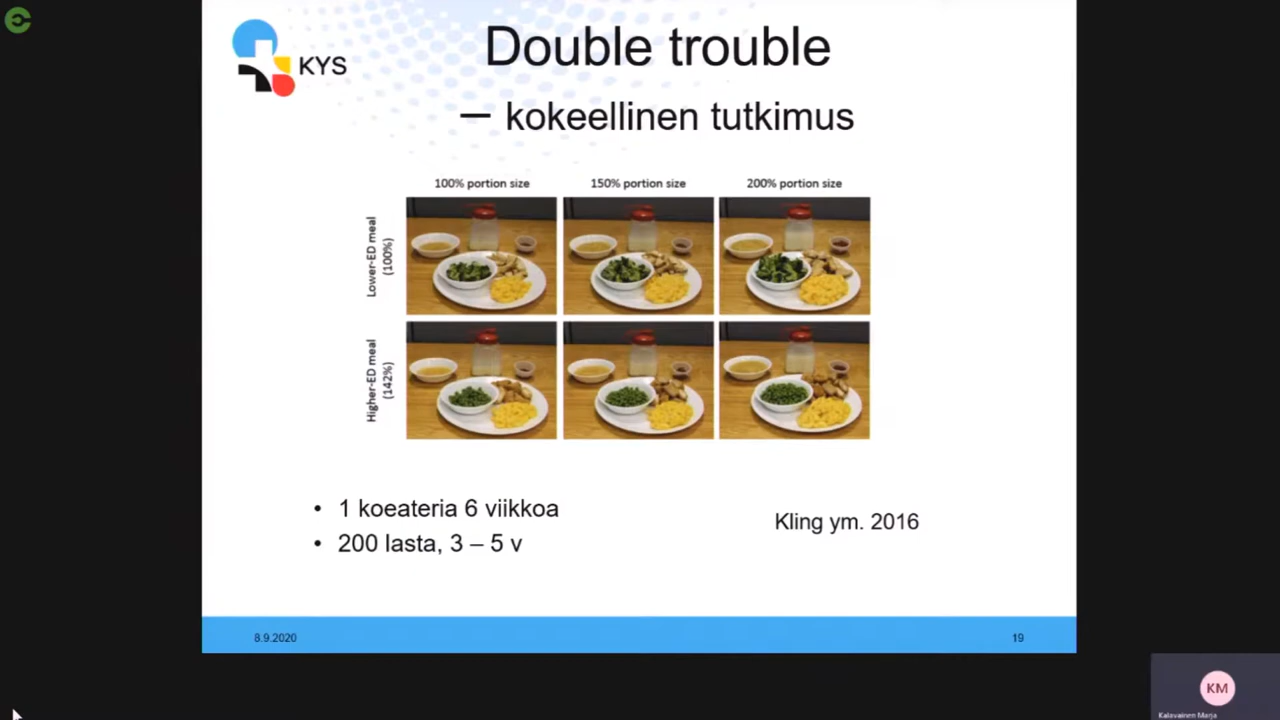 KYS
Double trouble
– kokeellinen tutkimus
100% portion size
150% portion size
200% portion size
Lower-ED meal
(100%)
Higher-ED meal
(142%)
• 1 koeateria 6 viikkoa
• 200 lasta, 3 – 5 v
Kling ym. 2016
8.9.2020
19
KM
Kalavainen Marja